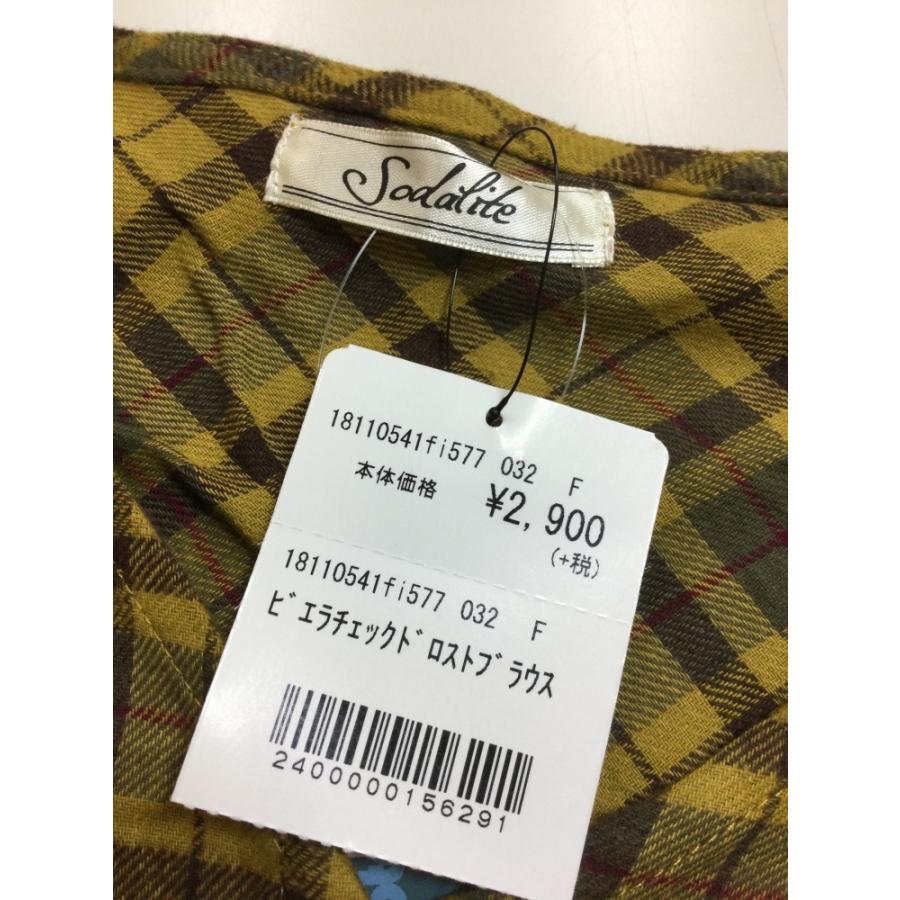 Sodalite
18110541fi577 032 F
本体価格 ¥2,900
(+税)
18110541fi577 032 F
ﾋﾞｴﾗﾁｪｯｸﾄﾞﾛｽﾄﾌﾞﾗｳｽ
2400000156291